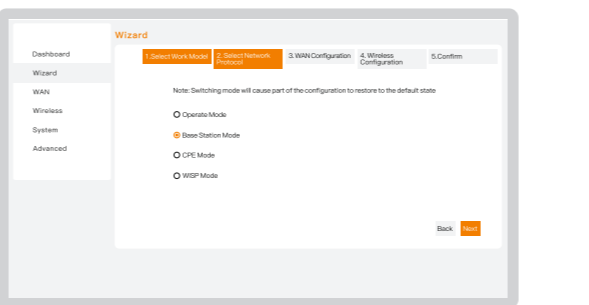 Wizard
Dashboard
Wizard
WAN
Wireless
System
Advanced
1.Select Work Model
2. Select Network
Protocol
3. WAN Configuration
4. Wireless
Configuration
5.Confirm
Note: Switching mode will cause part of the configuration to restore to the default state
Operate Mode
Base Station Mode
CPE Mode
WISP Mode
Back
Next